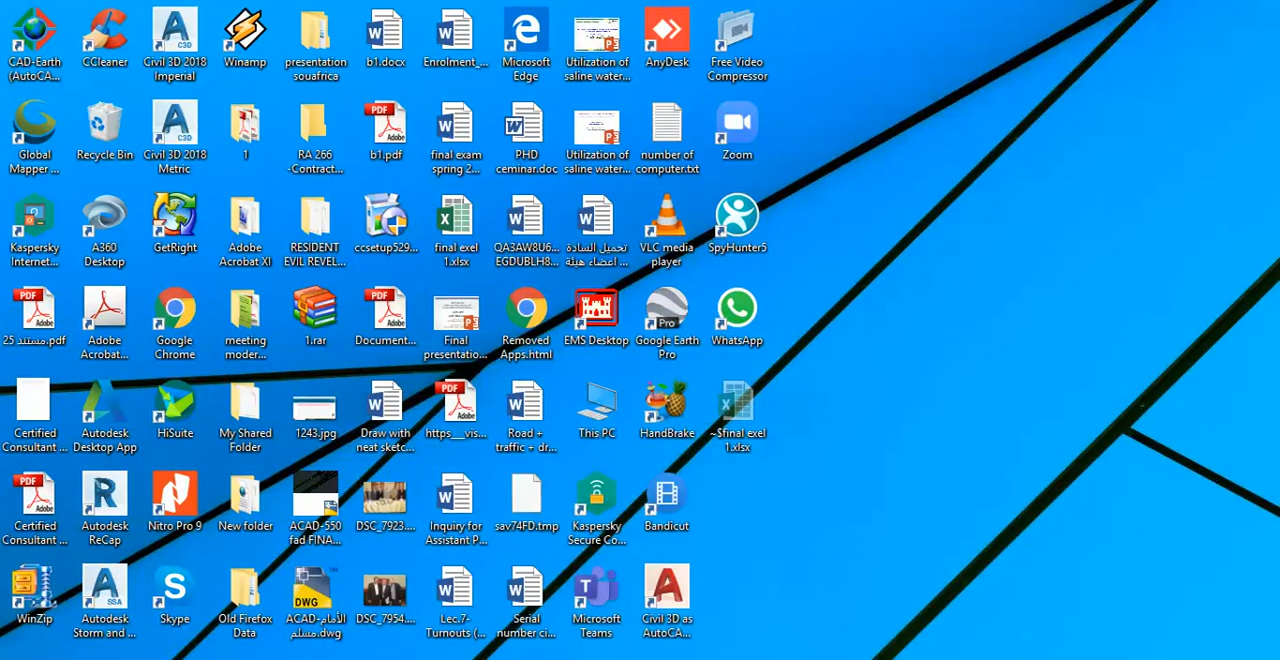 CAD-Earth
(AutoCA...
CCleaner
Civil 3D 2018
Imperial
Winamp
presentation
souafrica
b1.docx
Enrolment_...
Microsoft
Edge
Utilization of
saline water...
AnyDesk
Free Video
Compressor
Global
Mapper ...
Recycle Bin
Civil 3D 2018
Metric
1
RA 266
-Contract...
b1.pdf
final exam
spring 2...
PHD
ceminar.doc
Utilization of
saline water...
number of
computer.txt
Zoom
Kaspersky
Internet...
A360
Desktop
GetRight
Adobe
Acrobat XI
RESIDENT
EVIL REVEL...
ccsetup529...
final exel
1.xlsx
QA3AW8U6...
EGDUBLH8...
تحميل السادة
اعضاء هيئة ...
VLC media
player
SpyHunter5
مستند 25.pdf
Adobe
Acrobat...
Google
Chrome
meeting
moder...
1.rar
Document...
Final
presentatio...
Removed
Apps.html
EMS Desktop
Google Earth
Pro
WhatsApp
Certified
Consultant ...
Autodesk
Desktop App
HiSuite
My Shared
Folder
1243.jpg
Draw with
neat sketc...
https__vis...
Road +
traffic + dr...
This PC
HandBrake
~$final exel
1.xlsx
Certified
Consultant ...
Autodesk
ReCap
Nitro Pro 9
New folder
ACAD-550
fad FINA...
DSC_7923....
Inquiry for
Assistant P...
sav74FD.tmp
Kaspersky
Secure Co...
Bandicut
WinZip
Autodesk
Storm and ...
Skype
Old Firefox
Data
ACAD-الأمام
مسلم.dwg
DSC_7954....
Lec.7-
Turnouts (...
Serial
number ci...
Microsoft
Teams
Civil 3D as
AutoCA...